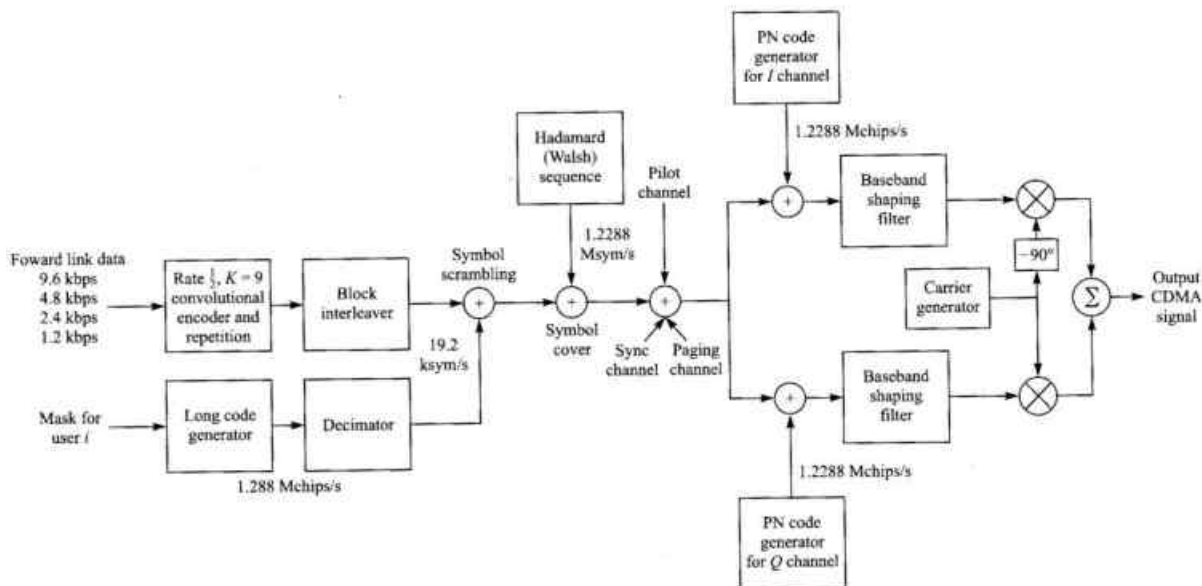 PN code
generator
for I channel
1.2288 Mchips/s
Hadamard
(Walsh)
sequence
Pilot
channel
Baseband
shaping
filter
1.2288
Msym/s
Foward link data
9.6 kbps
4.8 kbps
2.4 kbps
1.2 kbps
Rate 1/2, K = 9
convolutional
encoder and
repetition
Block
interleaver
Symbol
scrambling
+
+
+
+
−90°
Carrier
generator
Σ
Output
CDMA
signal
19.2
ksym/s
Symbol
cover
Sync
channel
Paging
channel
Mask for
user i
Long code
generator
Decimator
+
Baseband
shaping
filter
1.288 Mchips/s
1.2288 Mchips/s
PN code
generator
for Q channel